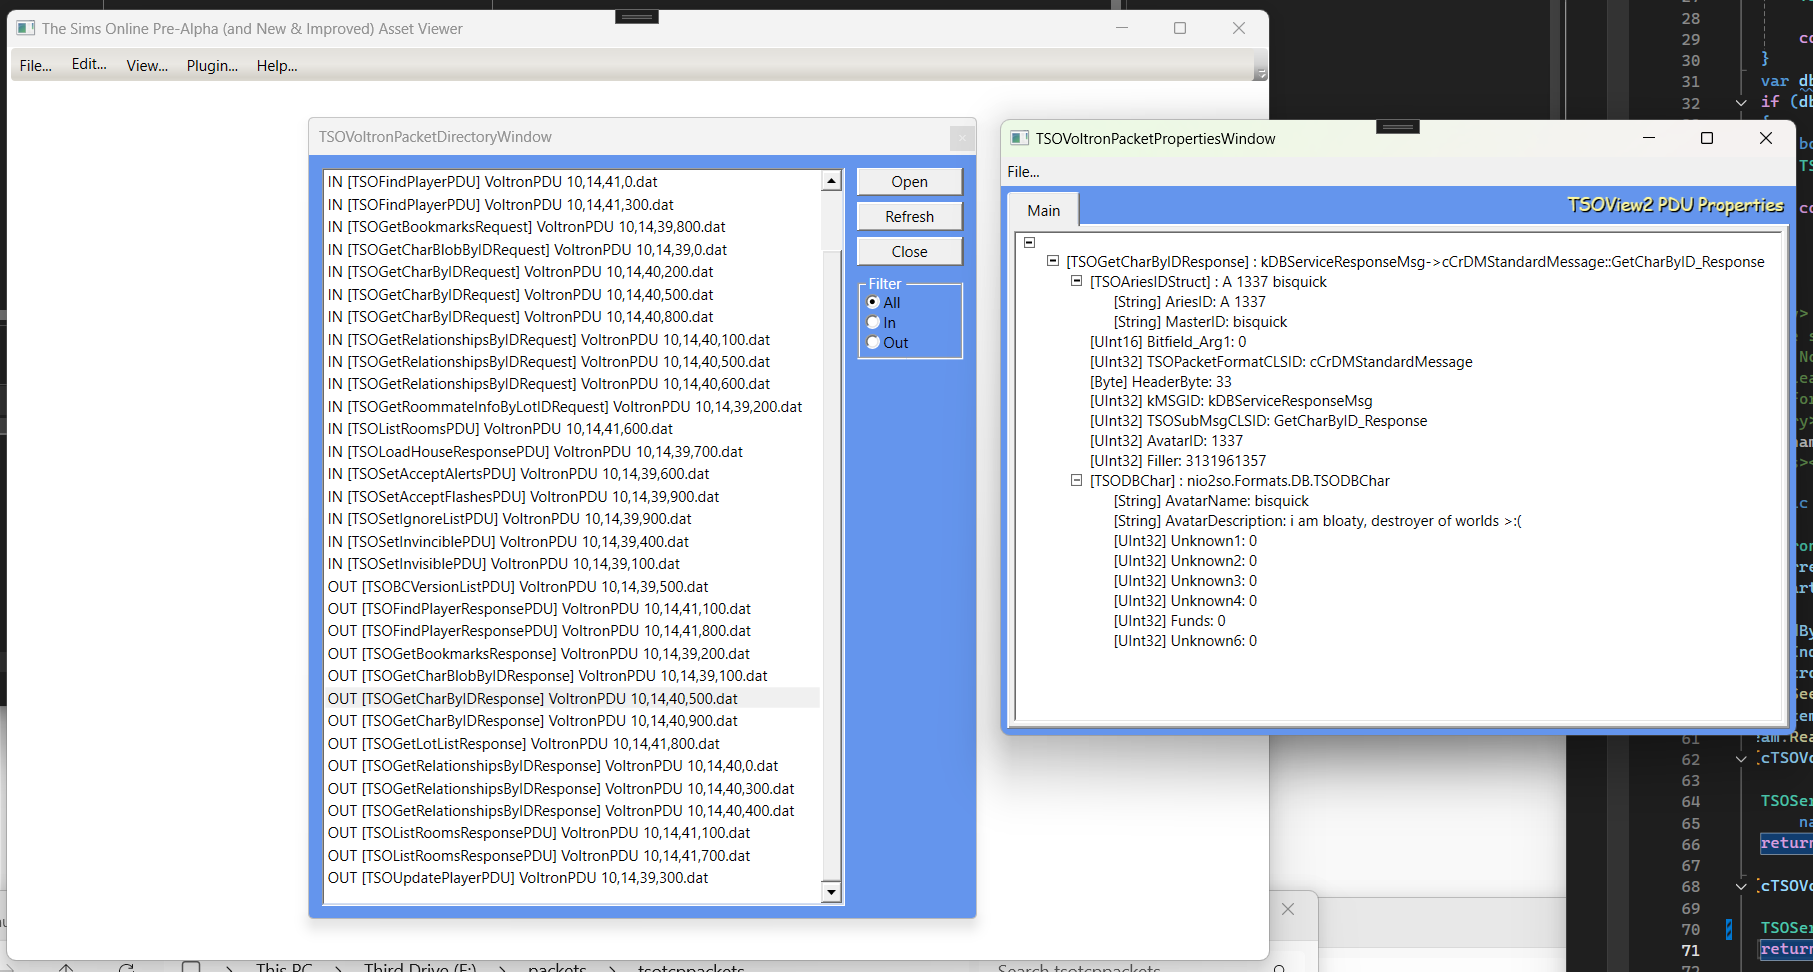 The Sims Online Pre-Alpha (and New & Improved) Asset Viewer
File... Edit... View... Plugin... Help...
TSOVoltronPacketDirectoryWindow
IN [TSOFindPlayerPDU] VoltronPDU 10,14,41,0.dat
IN [TSOFindPlayerPDU] VoltronPDU 10,14,41,300.dat
IN [TSOGetBookmarksRequest] VoltronPDU 10,14,39,800.dat
IN [TSOGetCharBlobByIDRequest] VoltronPDU 10,14,39,0.dat
IN [TSOGetCharByIDRequest] VoltronPDU 10,14,40,200.dat
IN [TSOGetCharByIDRequest] VoltronPDU 10,14,40,500.dat
IN [TSOGetCharByIDRequest] VoltronPDU 10,14,40,800.dat
IN [TSOGetRelationshipsByIDRequest] VoltronPDU 10,14,40,100.dat
IN [TSOGetRelationshipsByIDRequest] VoltronPDU 10,14,40,500.dat
IN [TSOGetRelationshipsByIDRequest] VoltronPDU 10,14,40,600.dat
IN [TSOGetRoommateInfoByLotIDRequest] VoltronPDU 10,14,39,200.dat
IN [TSOListRoomsPDU] VoltronPDU 10,14,41,600.dat
IN [TSOLoadHouseResponsePDU] VoltronPDU 10,14,39,700.dat
IN [TSOSetAcceptAlertsPDU] VoltronPDU 10,14,39,600.dat
IN [TSOSetAcceptFlashesPDU] VoltronPDU 10,14,39,900.dat
IN [TSOSetIgnoreListPDU] VoltronPDU 10,14,39,900.dat
IN [TSOSetInvinciblePDU] VoltronPDU 10,14,39,400.dat
IN [TSOSetInvisiblePDU] VoltronPDU 10,14,39,100.dat
OUT [TSOBCVersionListPDU] VoltronPDU 10,14,39,500.dat
OUT [TSOFindPlayerResponsePDU] VoltronPDU 10,14,41,100.dat
OUT [TSOFindPlayerResponsePDU] VoltronPDU 10,14,41,800.dat
OUT [TSOGetBookmarksResponse] VoltronPDU 10,14,39,200.dat
OUT [TSOGetCharBlobByIDResponse] VoltronPDU 10,14,39,100.dat
OUT [TSOGetCharByIDResponse] VoltronPDU 10,14,40,500.dat
OUT [TSOGetCharByIDResponse] VoltronPDU 10,14,40,900.dat
OUT [TSOGetLotListResponse] VoltronPDU 10,14,41,800.dat
OUT [TSOGetRelationshipsByIDResponse] VoltronPDU 10,14,40,0.dat
OUT [TSOGetRelationshipsByIDResponse] VoltronPDU 10,14,40,300.dat
OUT [TSOGetRelationshipsByIDResponse] VoltronPDU 10,14,40,400.dat
OUT [TSOListRoomsResponsePDU] VoltronPDU 10,14,41,100.dat
OUT [TSOListRoomsResponsePDU] VoltronPDU 10,14,41,700.dat
OUT [TSOUpdatePlayerPDU] VoltronPDU 10,14,39,300.dat
Open
Refresh
Close
Filter
All
In
Out
TSOVoltronPacketPropertiesWindow
File...
TSOView2 PDU Properties
Main
[TSOGetCharByIDResponse] : kDBServiceResponseMsg->cCrDMStandardMessage::GetCharByID_Response
[TSOAriesIDStruct] : A 1337 bisquick
[String] AriesID: A 1337
[String] MasterID: bisquick
[UInt16] Bitfield_Arg1: 0
[UInt32] TSOPacketFormatCLSID: cCrDMStandardMessage
[Byte] HeaderByte: 33
[UInt32] kMSGID: kDBServiceResponseMsg
[UInt32] TSOSubMsgCLSID: GetCharByID_Response
[UInt32] AvatarID: 1337
[UInt32] Filler: 3131961357
[TSODBChar] : nio2so.Formats.DB.TSODBChar
[String] AvatarName: bisquick
[String] AvatarDescription: i am bloaty, destroyer of worlds >:(
[UInt32] Unknown1: 0
[UInt32] Unknown2: 0
[UInt32] Unknown3: 0
[UInt32] Unknown4: 0
[UInt32] Funds: 0
[UInt32] Unknown6: 0
28
29
30 }
31 var db
32 if (db
61
62
63
64 TSOSer
65
66 return
67
68
69
70 TSOSer
71 return
This PC > Third Drive (F:) > packets > tsotcppackets
Search tsotcppackets